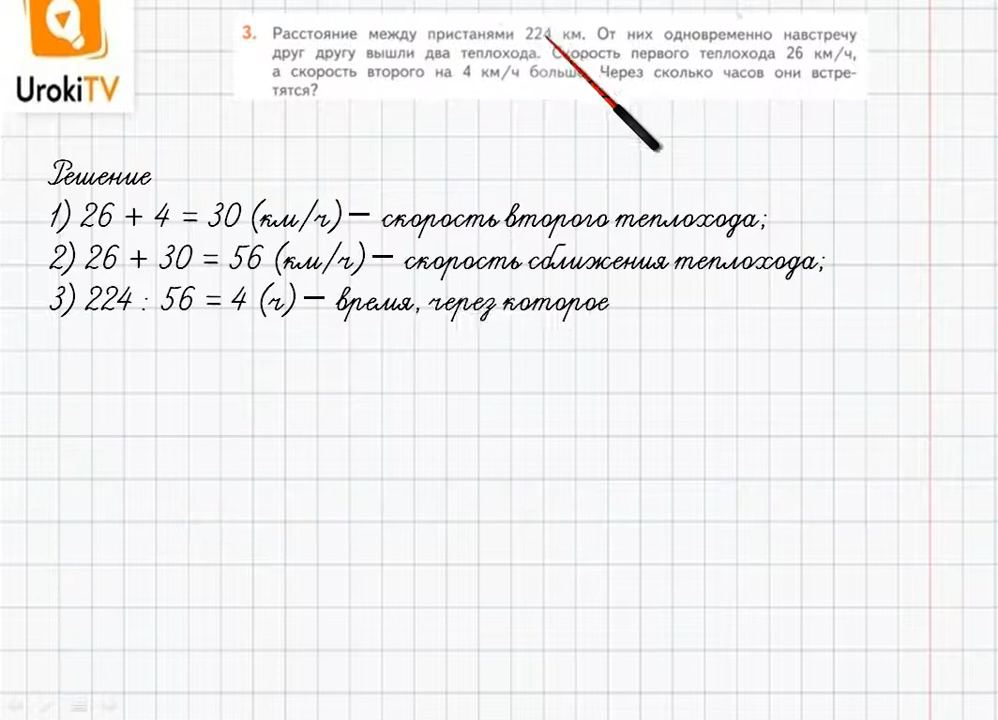 UrokiTV
3. Расстояние между пристанями 224 км. От них одновременно навстречу
друг другу вышли два теплохода. Скорость первого теплохода 26 км/ч,
а скорость второго на 4 км/ч больше. Через сколько часов они встре-
тятся?
Решение
1) 26 + 4 = 30 (км/ч) — скорость второго теплохода;
2) 26 + 30 = 56 (км/ч) — скорость сближения теплохода;
3) 224 : 56 = 4 (ч) — время, через которое